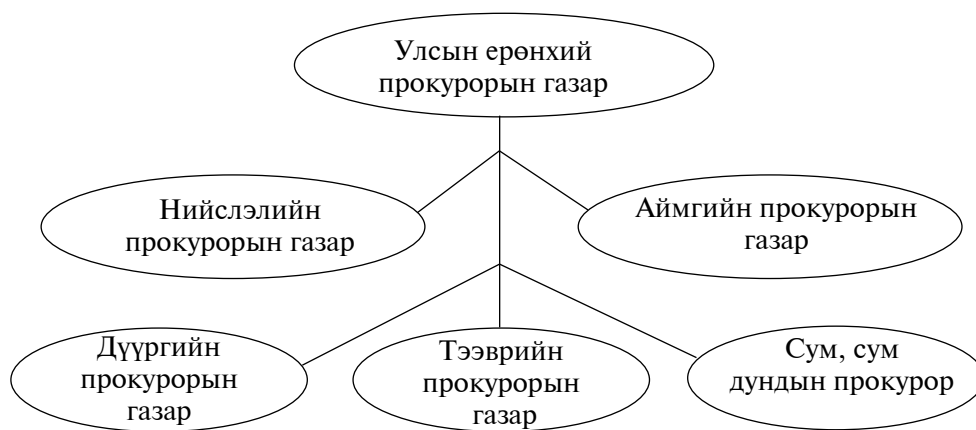 Улсын ерөнхий
прокурорын газар
Нийслэлийн
прокурорын газар
Аймгийн прокурорын
газар
Дүүргийн
прокурорын
газар
Тээврийн
прокурорын
газар
Сум, сум
дундын прокурор